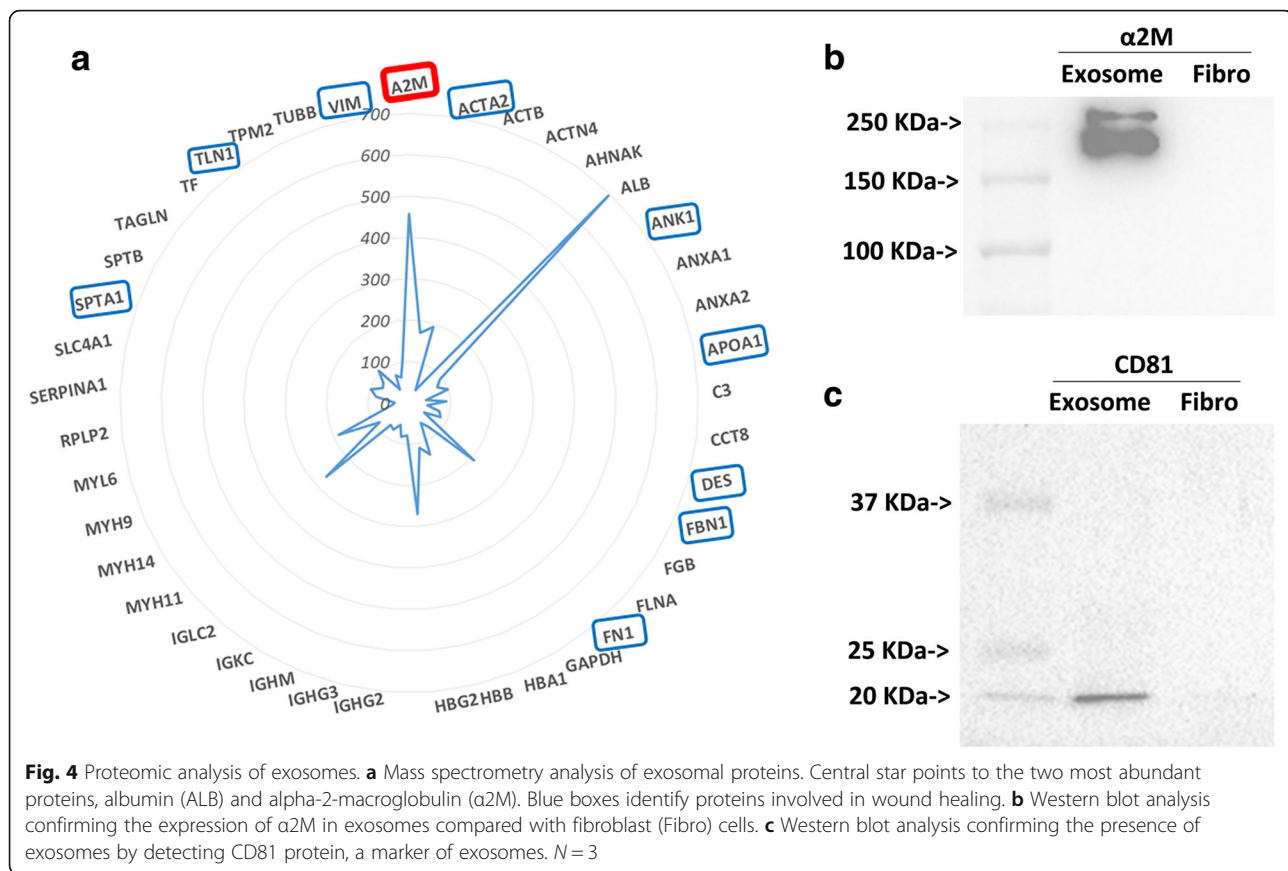 a
A2M
ACTA2
ACTB
ACTN4
AHNAK
ALB
ANK1
ANXA1
ANXA2
APOA1
C3
CCT8
DES
FBN1
FGB
FLNA
FN1
GAPDH
HBA1
HBB
HBG2
IGHG2
IGHG3
IGHM
IGKC
IGLC2
MYH11
MYH14
MYH9
MYL6
RPLP2
SERPINA1
SLC4A1
SPTA1
SPTB
TAGLN
TF
TLN1
TPM2
TUBB
VIM
700
600
500
400
300
200
100
0
b
α2M
Exosome Fibro
250 KDa->
150 KDa->
100 KDa->
c
CD81
Exosome Fibro
37 KDa->
25 KDa->
20 KDa->
Fig. 4 Proteomic analysis of exosomes. a Mass spectrometry analysis of exosomal proteins. Central star points to the two most abundant
proteins, albumin (ALB) and alpha-2-macroglobulin (α2M). Blue boxes identify proteins involved in wound healing. b Western blot analysis
confirming the expression of α2M in exosomes compared with fibroblast (Fibro) cells. c Western blot analysis confirming the presence of
exosomes by detecting CD81 protein, a marker of exosomes. N = 3